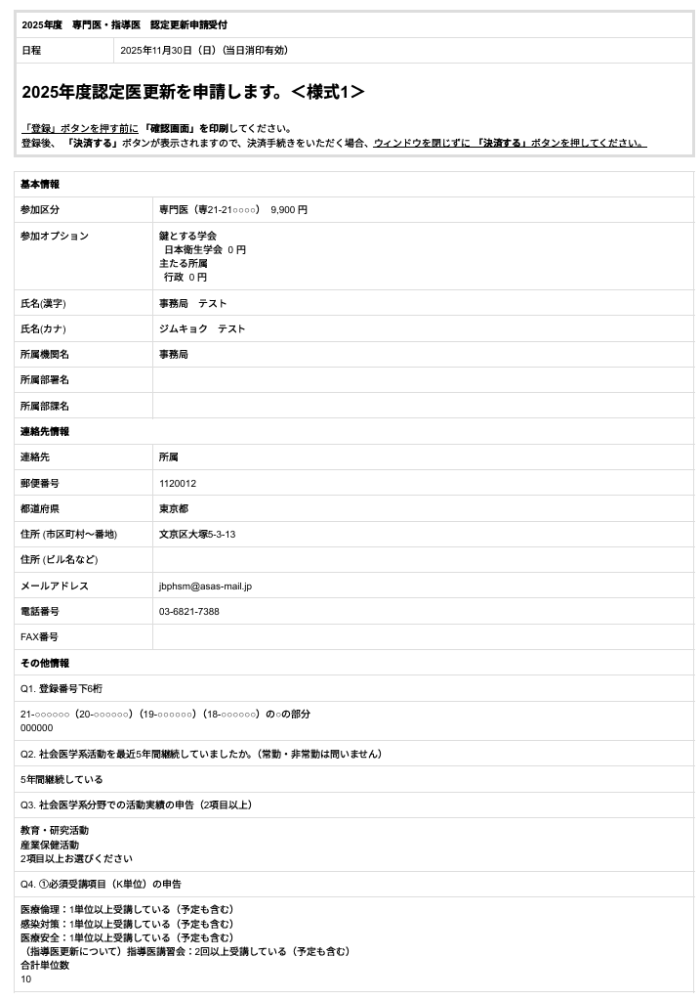 2025年度　専門医・指導医　認定更新申請受付
日程
2025年11月30日（日）（当日消印有効）
2025年度認定医更新を申請します。＜様式1＞
「登録」ボタンを押す前に 「確認画面」を印刷してください。
登録後、 「決済する」ボタンが表示されますので、決済手続きをいただく場合、ウィンドウを閉じずに 「決済する」ボタンを押してください。
基本情報
参加区分
専門医（専21-21○○○○）　9,900 円
参加オプション
鍵とする学会
日本衛生学会 0 円
主たる所属
行政 0 円
氏名(漢字)
事務局　テスト
氏名(カナ)
ジムキョク　テスト
所属機関名
事務局
所属部署名
所属部課名
連絡先情報
連絡先
所属
郵便番号
1120012
都道府県
東京都
住所 (市区町村～番地)
文京区大塚5-3-13
住所 (ビル名など)
メールアドレス
jbphsm@asas-mail.jp
電話番号
03-6821-7388
FAX番号
その他情報
Q1. 登録番号下6桁
21-○○○○○○（20-○○○○○○）（19-○○○○○○）（18-○○○○○○）の○の部分
000000
Q2. 社会医学系活動を最近5年間継続していましたか。（常勤・非常勤は問いません）
5年間継続している
Q3. 社会医学系分野での活動実績の申告（2項目以上）
教育・研究活動
産業保健活動
2項目以上お選びください
Q4. ①必須受講項目（K単位）の申告
医療倫理：1単位以上受講している（予定も含む）
感染対策：1単位以上受講している（予定も含む）
医療安全：1単位以上受講している（予定も含む）
（指導医更新について）指導医講習会：2回以上受講している（予定も含む）
合計単位数
10